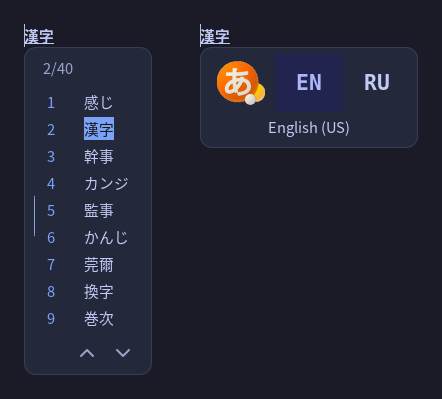 漢字
2/40
1 感じ
2 漢字
3 幹事
4 カンジ
5 監事
6 かんじ
7 莞爾
8 換字
9 巻次
漢字
あ EN RU
English (US)